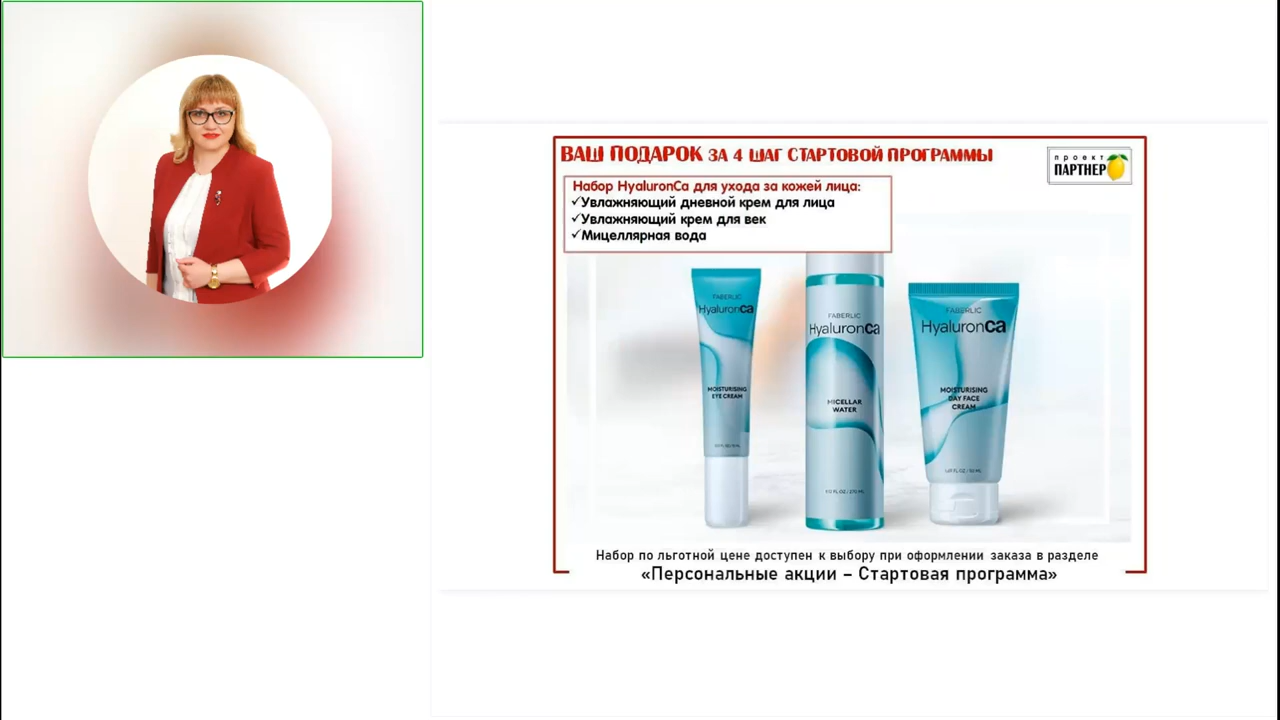 ВАШ ПОДАРОК ЗА 4 ШАГ СТАРТОВОЙ ПРОГРАММЫ
проект
ПАРТНЕР
Набор HyaluronCa для ухода за кожей лица:
✓Увлажняющий дневной крем для лица
✓Увлажняющий крем для век
✓Мицеллярная вода
FABERLIC
HyaluronCa
MOISTURISING
EYE CREAM
FABERLIC
HyaluronCa
MICELLAR
WATER
FABERLIC
HyaluronCa
MOISTURISING
DAY FACE
CREAM
Набор по льготной цене доступен к выбору при оформлении заказа в разделе
«Персональные акции – Стартовая программа»